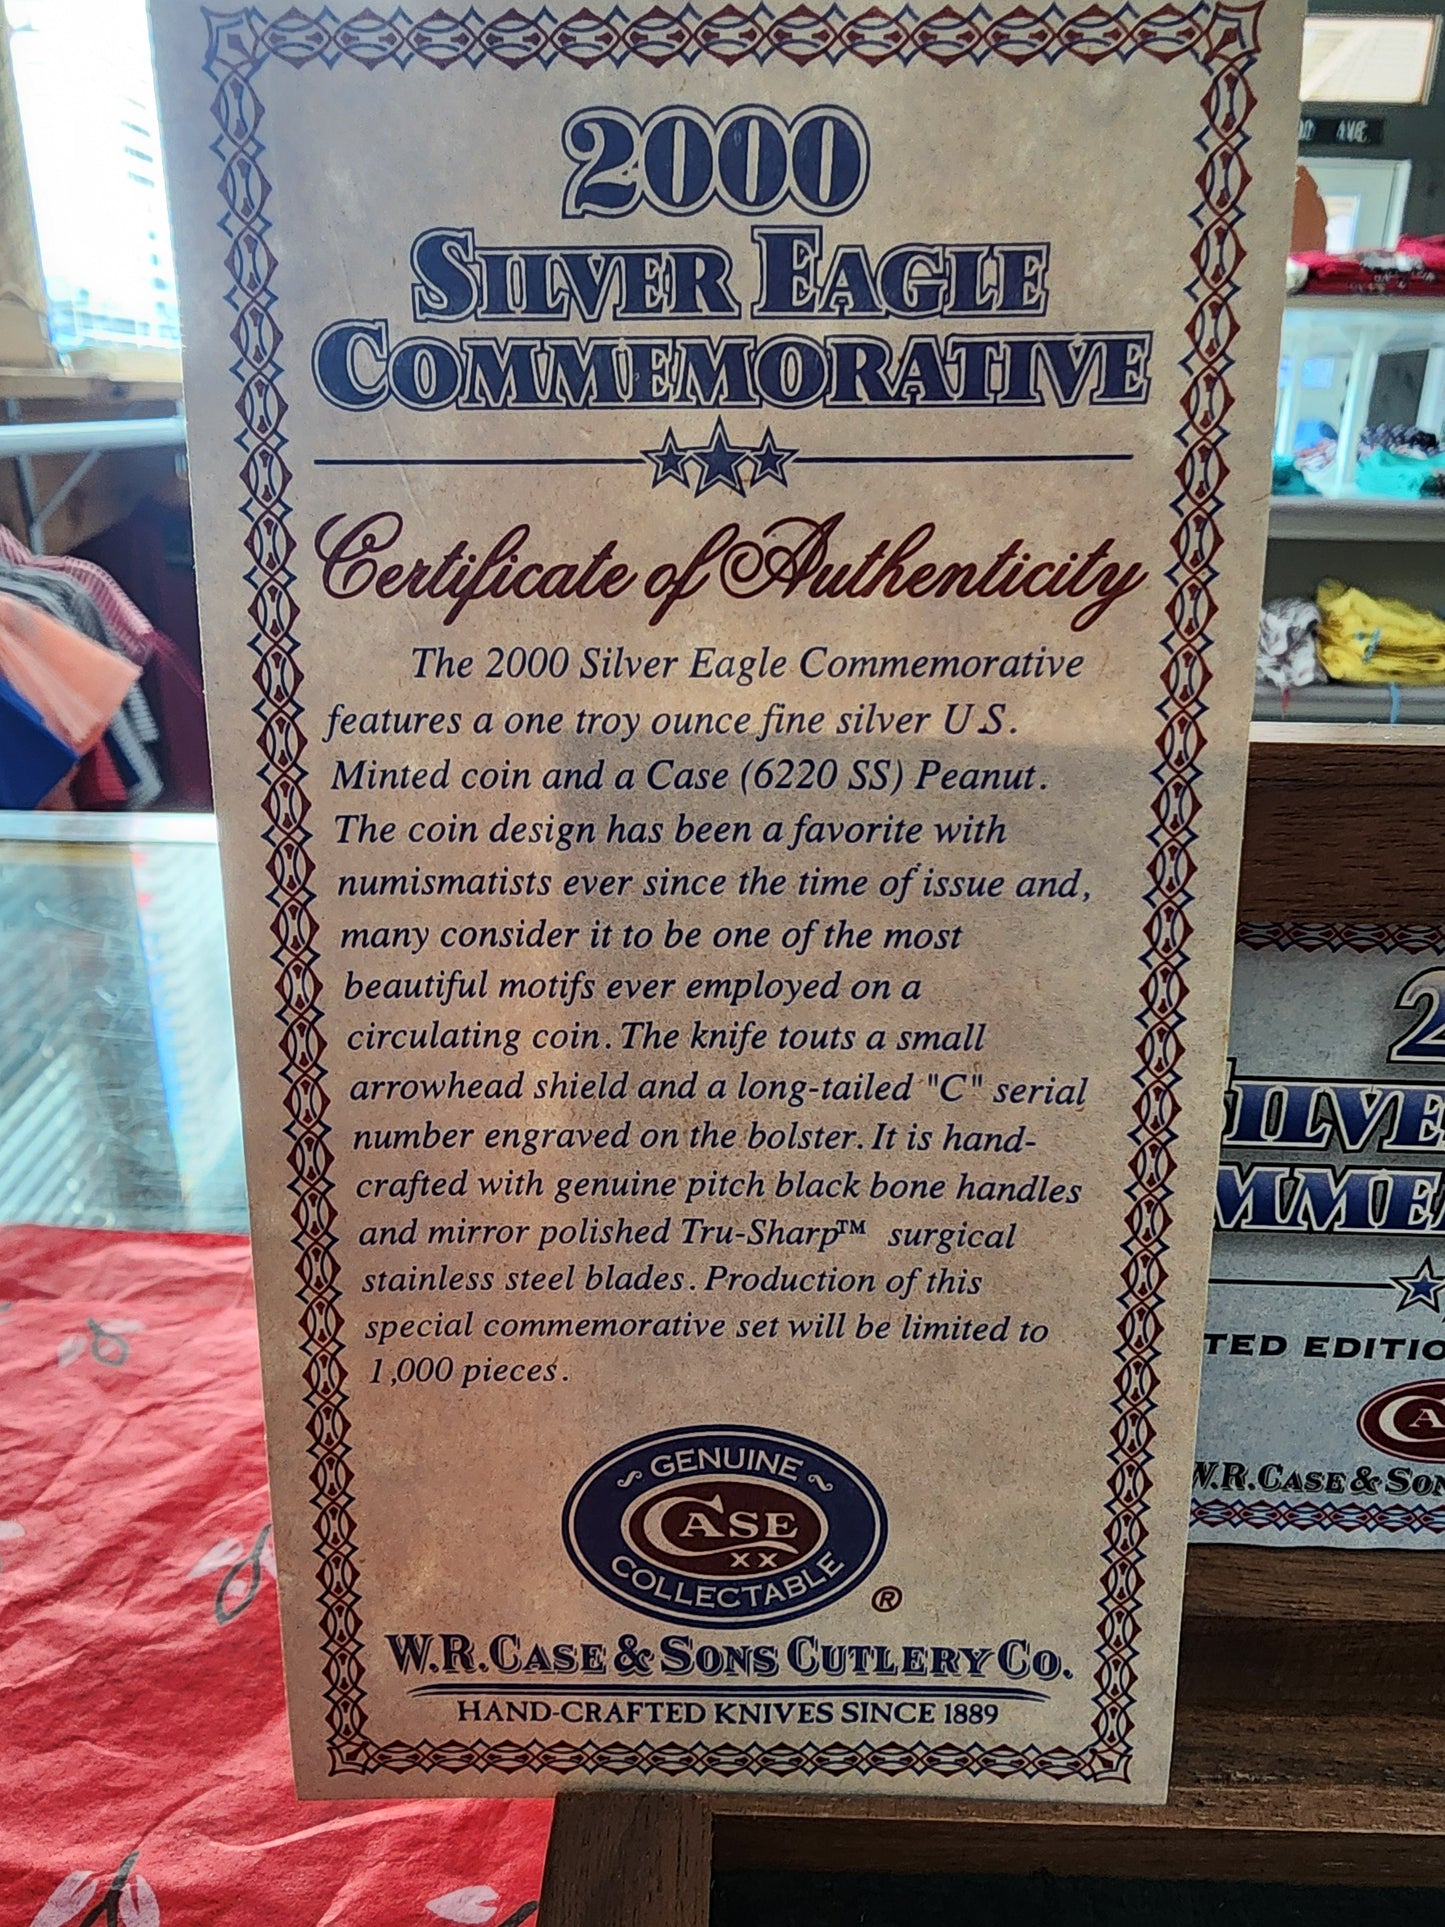 2000
SILVER EAGLE
COMMEMORATIVE
Certificate of Authenticity
The 2000 Silver Eagle Commemorative
features a one troy ounce fine silver U.S.
Minted coin and a Case (6220 SS) Peanut.
The coin design has been a favorite with
numismatists ever since the time of issue and,
many consider it to be one of the most
beautiful motifs ever employed on a
circulating coin. The knife touts a small
arrowhead shield and a long-tailed "C" serial
number engraved on the bolster. It is hand-
crafted with genuine pitch black bone handles
and mirror polished Tru-Sharp™ surgical
stainless steel blades. Production of this
special commemorative set will be limited to
1,000 pieces.
GENUINE
CASE
XX
COLLECTABLE
®
W.R. CASE & SONS CUTLERY CO.
HAND-CRAFTED KNIVES SINCE 1889
AVE
2
ILVE
MME
TED EDITIO
CA
W.R. CASE & SON